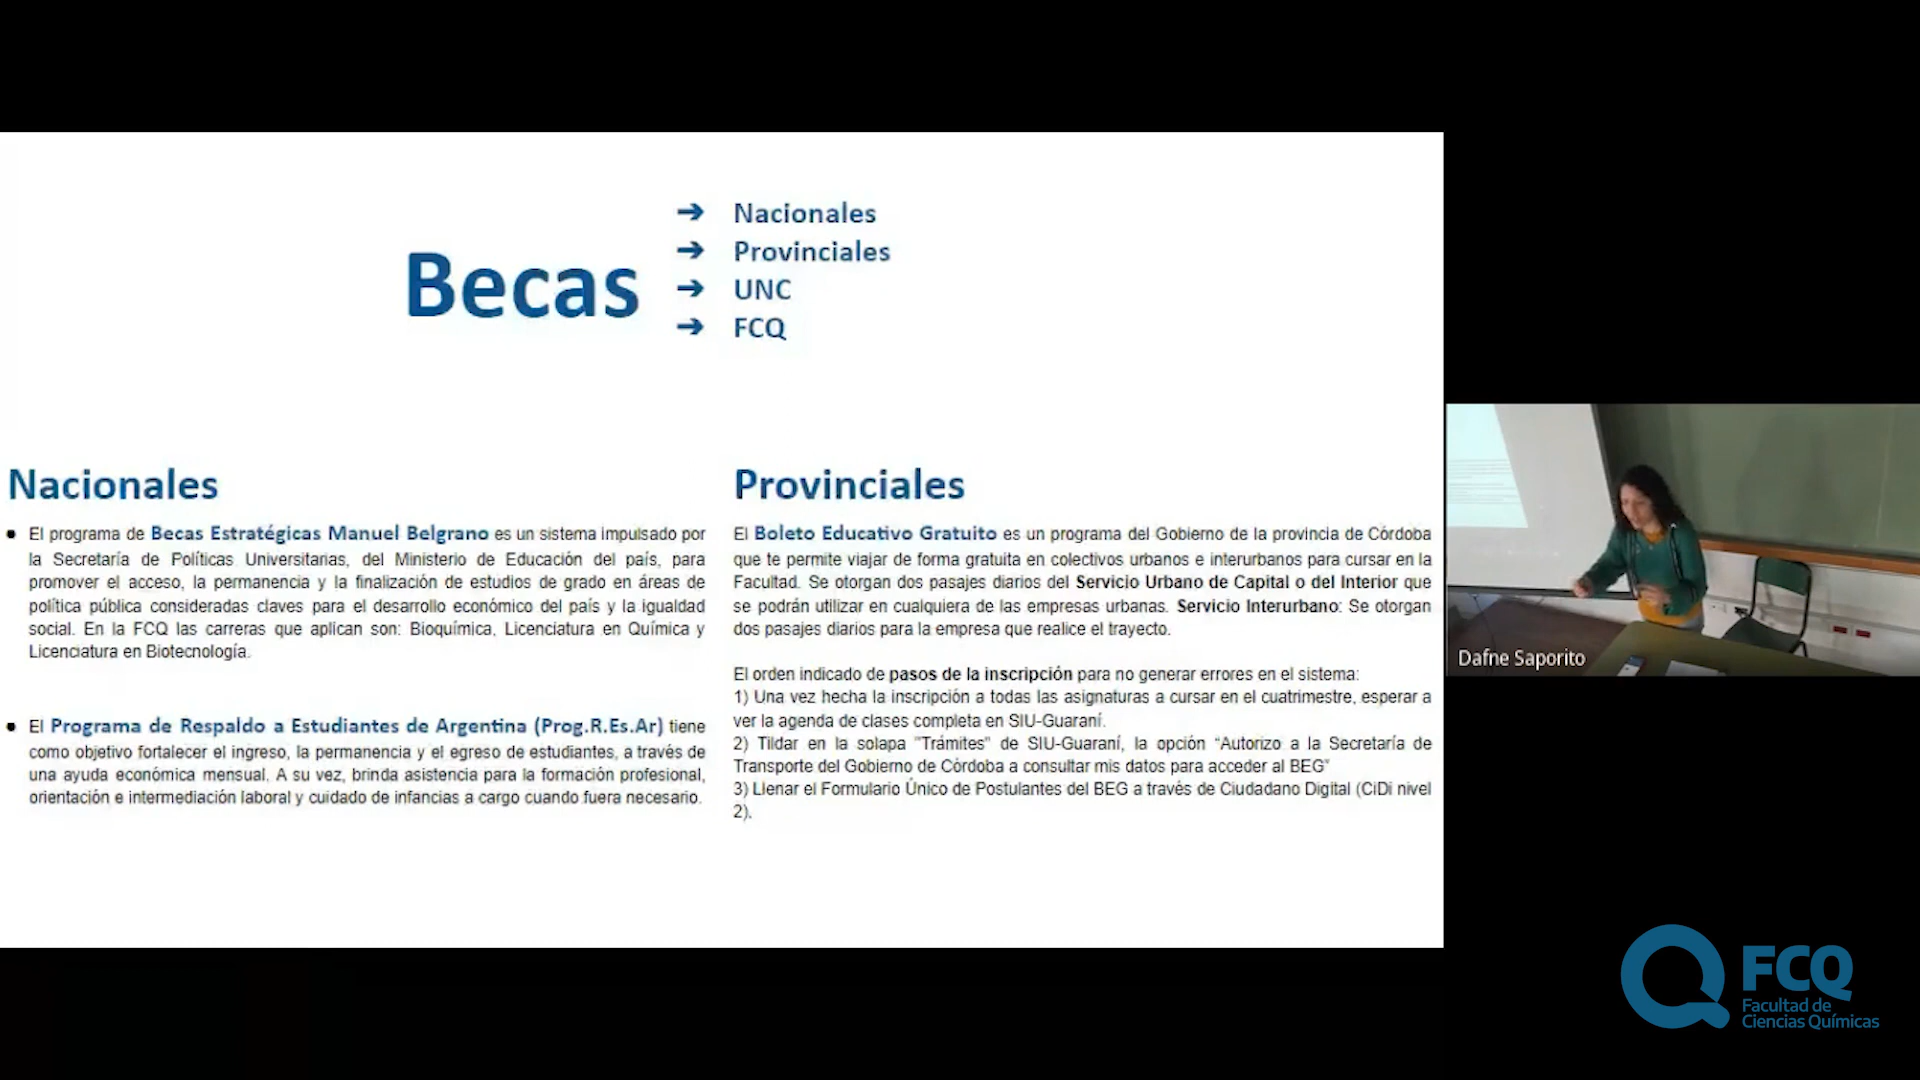 Becas
➔ Nacionales
➔ Provinciales
➔ UNC
➔ FCQ
Nacionales
● El programa de Becas Estratégicas Manuel Belgrano es un sistema impulsado por
la Secretaría de Políticas Universitarias, del Ministerio de Educación del país, para
promover el acceso, la permanencia y la finalización de estudios de grado en áreas de
política pública consideradas claves para el desarrollo económico del país y la igualdad
social. En la FCQ las carreras que aplican son: Bioquímica, Licenciatura en Química y
Licenciatura en Biotecnología.
● El Programa de Respaldo a Estudiantes de Argentina (Prog.R.Es.Ar) tiene
como objetivo fortalecer el ingreso, la permanencia y el egreso de estudiantes, a través de
una ayuda económica mensual. A su vez, brinda asistencia para la formación profesional,
orientación e intermediación laboral y cuidado de infancias a cargo cuando fuera necesario.
Provinciales
El Boleto Educativo Gratuito es un programa del Gobierno de la provincia de Córdoba
que te permite viajar de forma gratuita en colectivos urbanos e interurbanos para cursar en la
Facultad. Se otorgan dos pasajes diarios del Servicio Urbano de Capital o del Interior que
se podrán utilizar en cualquiera de las empresas urbanas. Servicio Interurbano: Se otorgan
dos pasajes diarios para la empresa que realice el trayecto.
El orden indicado de pasos de la inscripción para no generar errores en el sistema:
1) Una vez hecha la inscripción a todas las asignaturas a cursar en el cuatrimestre, esperar a
ver la agenda de clases completa en SIU-Guaraní.
2) Tildar en la solapa "Trámites" de SIU-Guaraní, la opción “Autorizo a la Secretaría de
Transporte del Gobierno de Córdoba a consultar mis datos para acceder al BEG”
3) Llenar el Formulario Único de Postulantes del BEG a través de Ciudadano Digital (CiDi nivel
2).
Dafne Saporito
FCQ
Facultad de
Ciencias Químicas